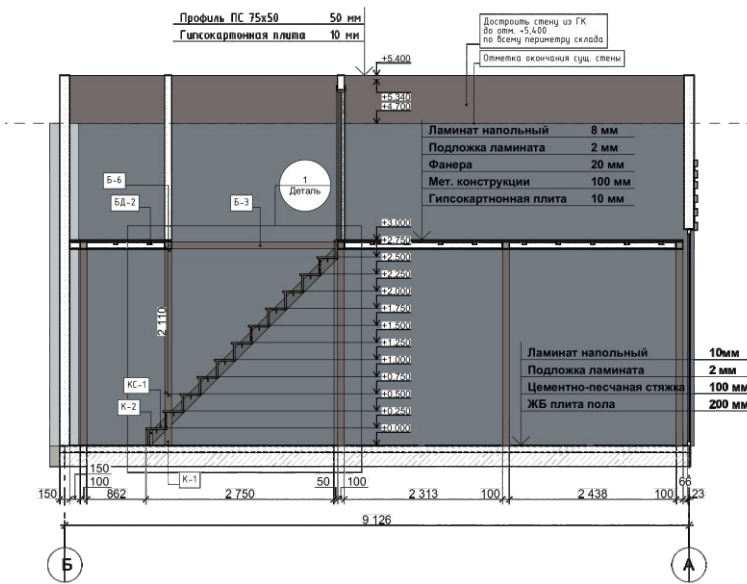 Профиль ПС 75х50 50 мм
Гипсокартонная плита 10 мм
Достроить стену из ГК
до отм. +5,400
по всему периметру склада
Отметка окончания сущ. стены
+5.400
+5.340
+4.700
Ламинат напольный 8 мм
Подложка ламината 2 мм
Фанера 20 мм
Мет. конструкции 100 мм
Гипсокартнонная плита 10 мм
1
Деталь
Б-6
БД-2
Б-3
+3.000
+2.750
+2.500
+2.250
+2.000
+1.750
+1.500
+1.250
+1.000
+0.750
+0.500
+0.250
+0.000
2 110
КС-1
К-2
К-1
Ламинат напольный 10мм
Подложка ламината 2 мм
Цементно-песчаная стяжка 100 мм
ЖБ плита пола 200 мм
150
150 100 862 2 750 50 100 2 313 100 2 438 100 66 123
9 126
Б А